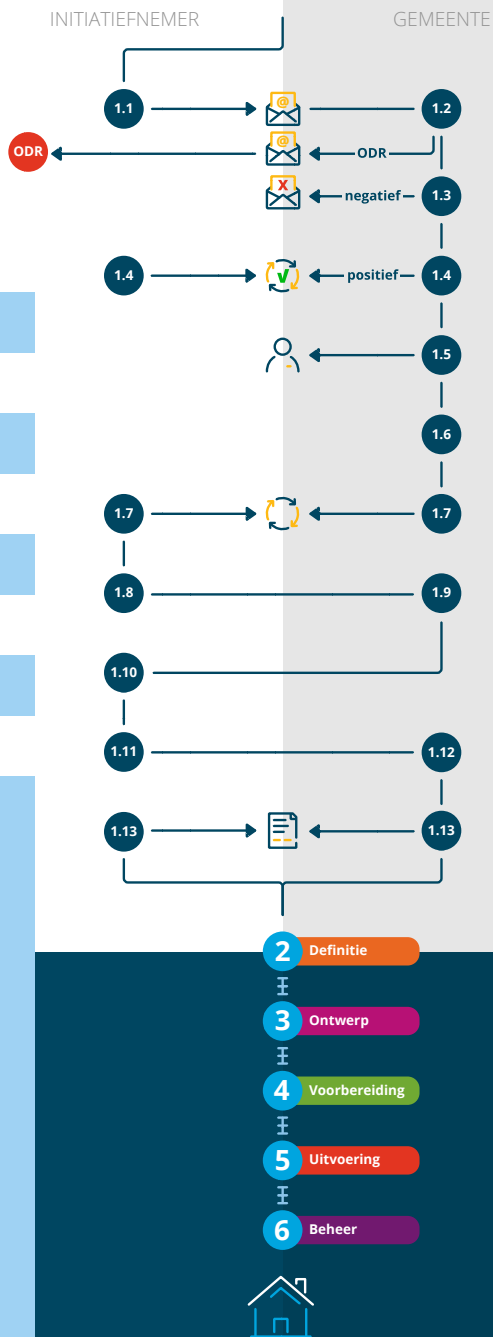 INITIATIEFNEMER GEMEENTE
1.1 @ 1.2
ODR @ ODR
X negatief 1.3
1.4 √ positief 1.4
1.5
1.6
1.7 1.7
1.8 1.9
1.10
1.11 1.12
1.13 1.13
2 Definitie
3 Ontwerp
4 Voorbereiding
5 Uitvoering
6 Beheer